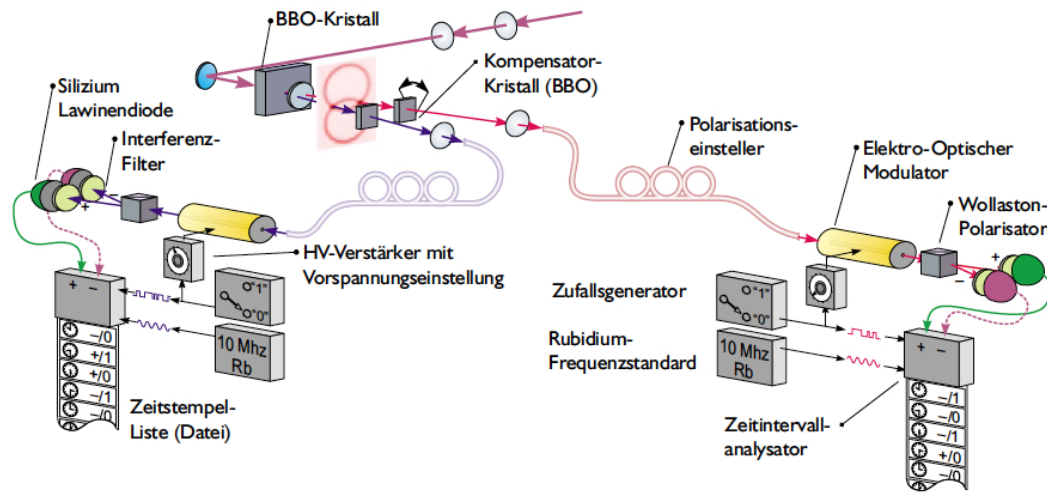 BBO-Kristall
Kompensator-
Kristall (BBO)
Silizium
Lawinendiode
Interferenz-
Filter
Polarisations-
einsteller
Elektro-Optischer
Modulator
Wollaston-
Polarisator
HV-Verstärker mit
Vorspannungseinstellung
+
–
+
–
+ –
"1"
"0"
10 Mhz
Rb
–/0
+/1
+/0
–/1
–/0
Zeitstempel-
Liste (Datei)
Zufallsgenerator
Rubidium-
Frequenzstandard
"1"
"0"
10 Mhz
Rb
+ –
Zeitintervall-
analysator
–/1
–/0
–/1
+/0
–/0